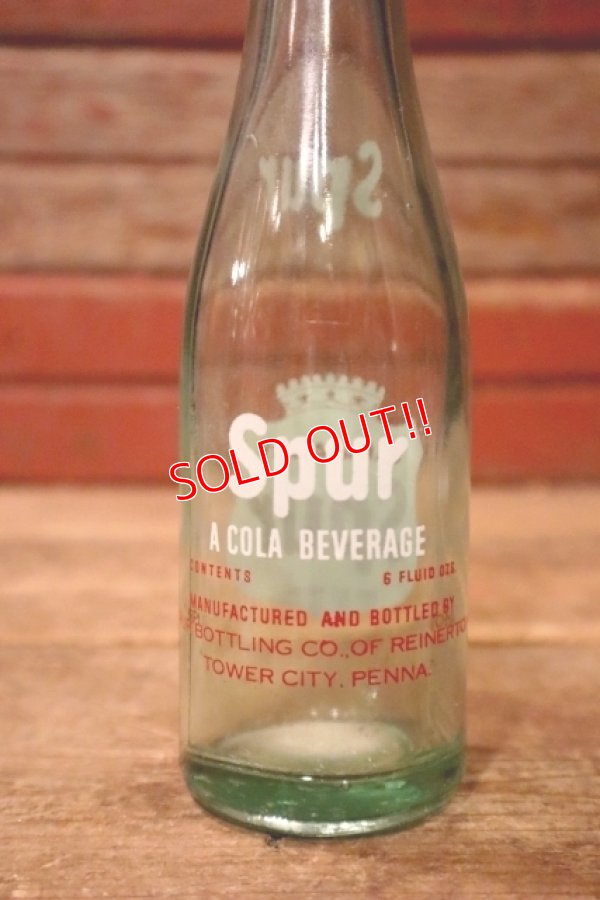 Spur
Spur
SOLD OUT!!
A COLA BEVERAGE
CONTENTS 6 FLUID OZS.
MANUFACTURED AND BOTTLED BY
BOTTLING CO., OF REINERTON
TOWER CITY, PENNA.